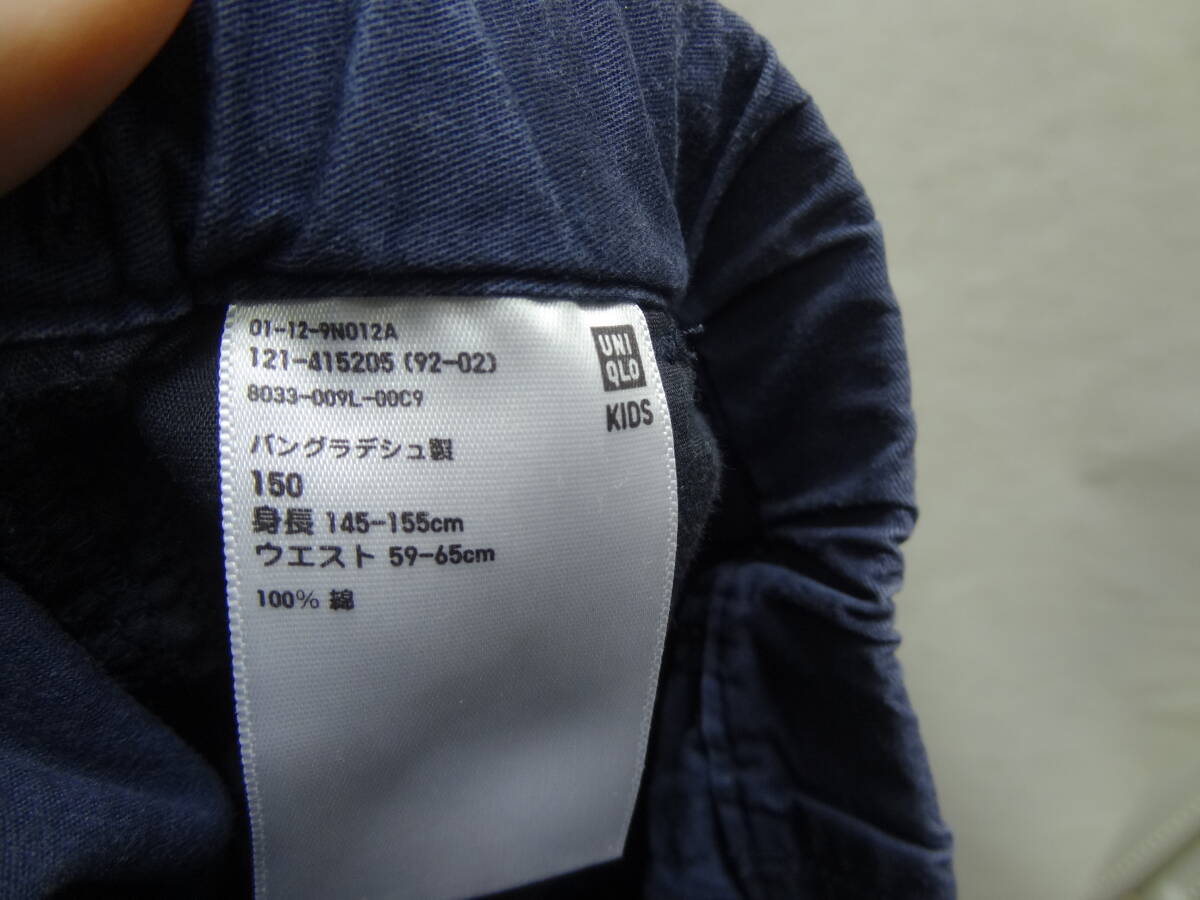 01-12-9N012A
121-415205 (92-02)
8033-009L-00C9
UNI
QLO
KIDS
バングラデシュ製
150
身長 145-155cm
ウエスト 59-65cm
100% 綿